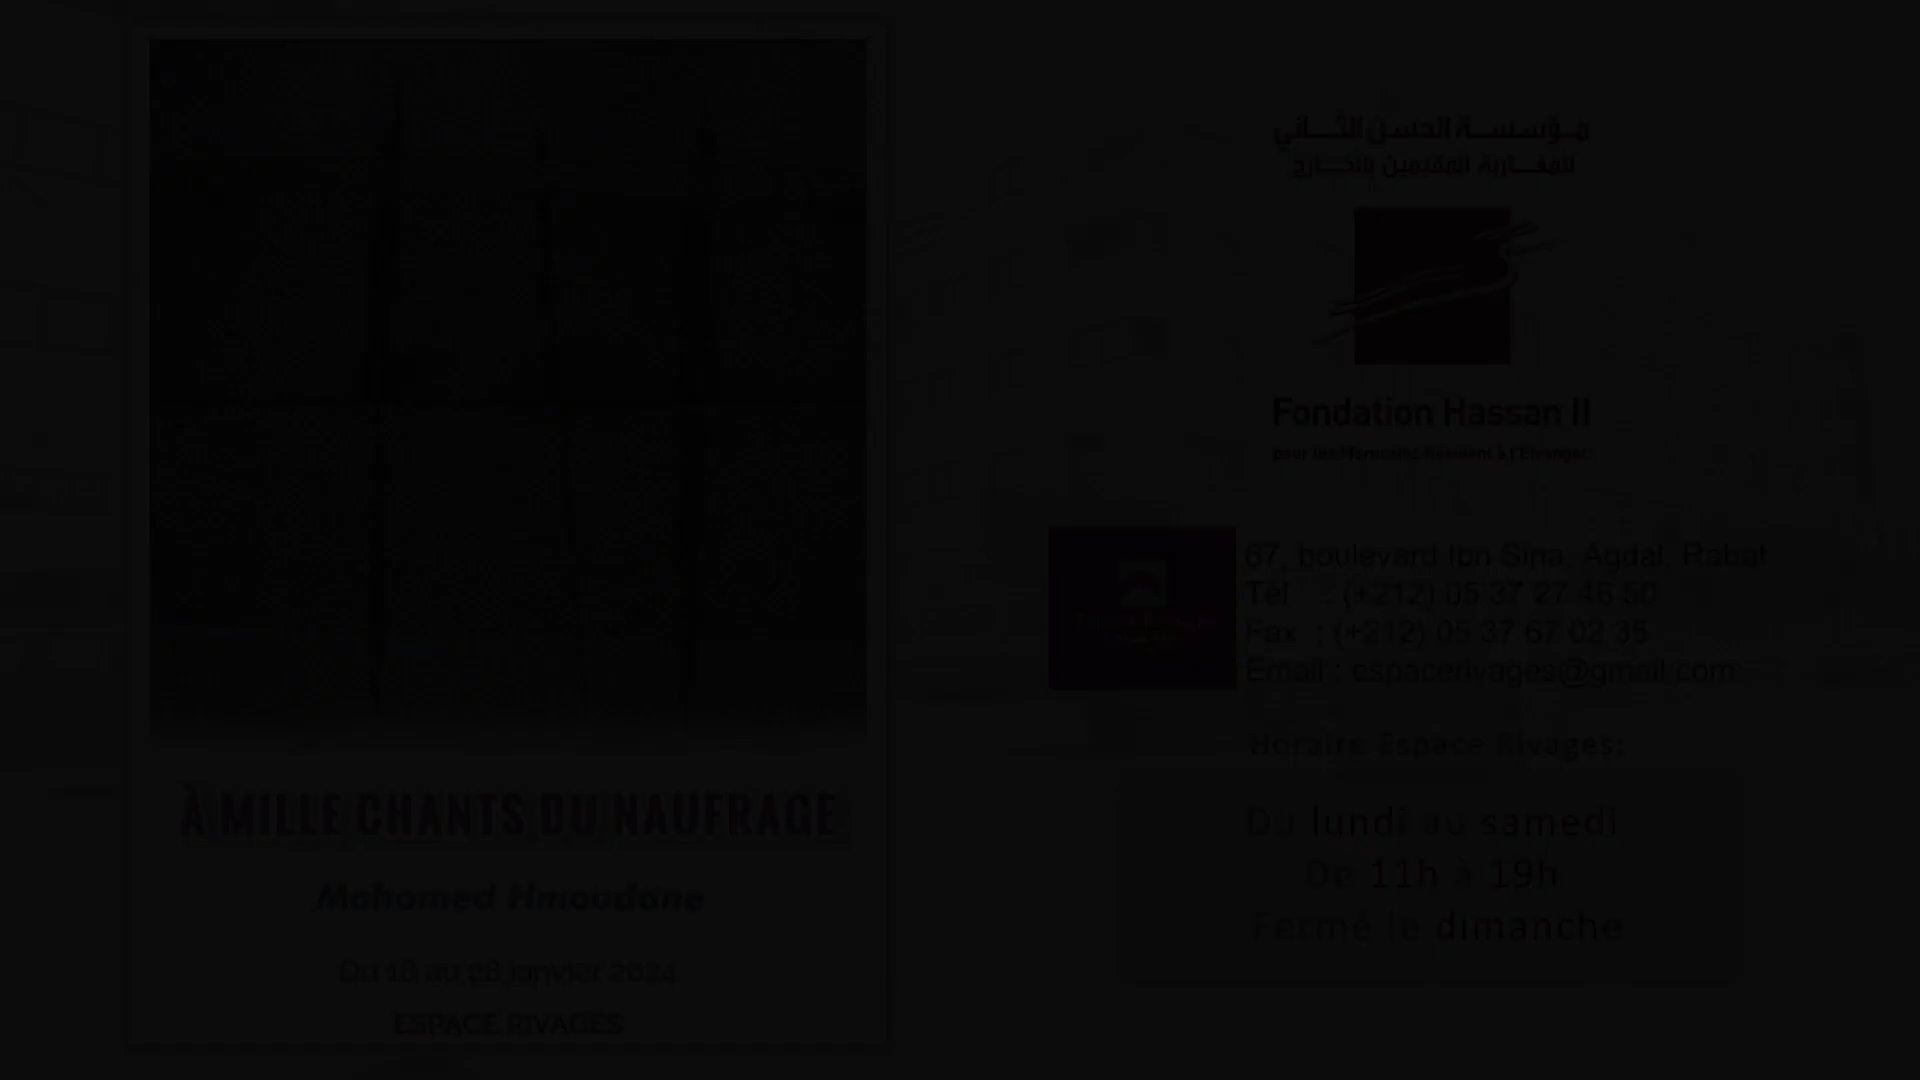 À MILLE CHANTS DU NAUFRAGE
Mohamed Hmoudane
Du 18 au 28 janvier 2024
ESPACE RIVAGES
مؤسسة الحسن الثاني
للمغاربة المقيمين بالخارج
Fondation Hassan II
pour les Marocains Résidant à l'Etranger
67, boulevard Ibn Sina, Agdal, Rabat
Tél : (+212) 05 37 27 46 50
Fax : (+212) 05 37 67 02 35
Email : espacerivages@gmail.com
Horaire Espace Rivages:
Du lundi au samedi
De 11h à 19h
Fermé le dimanche